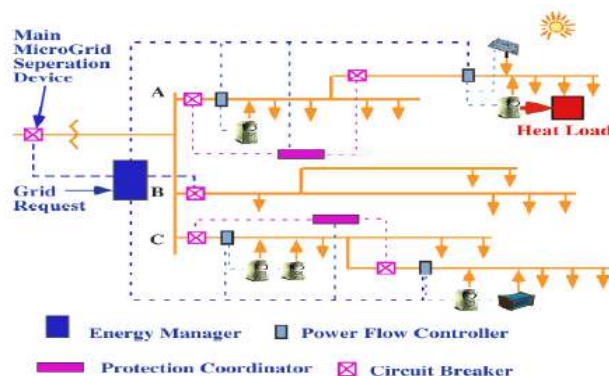 Main
MicroGrid
Seperation
Device
A
Heat Load
Grid
Request
B
C
Energy Manager
Power Flow Controller
Protection Coordinator
Circuit Breaker